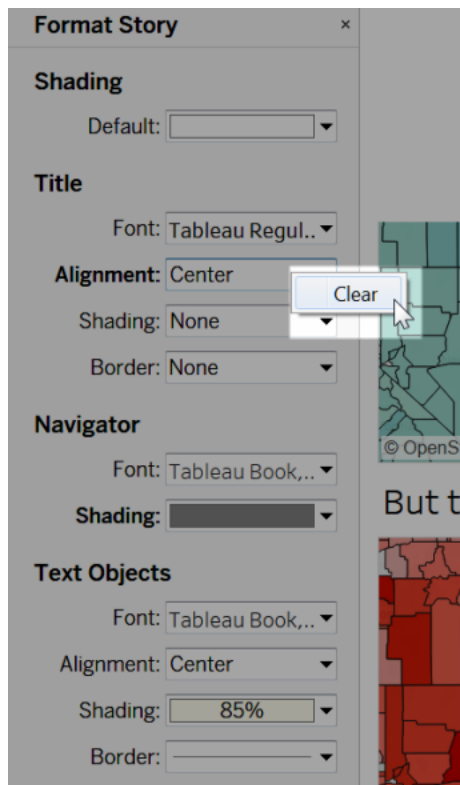 Format Story ×
Shading
Default:
Title
Font: Tableau Regul..
Alignment: Center
Clear
Shading: None
Border: None
Navigator
Font: Tableau Book,..
Shading:
Text Objects
Font: Tableau Book,..
Alignment: Center
Shading: 85%
Border:
© OpenS
But t